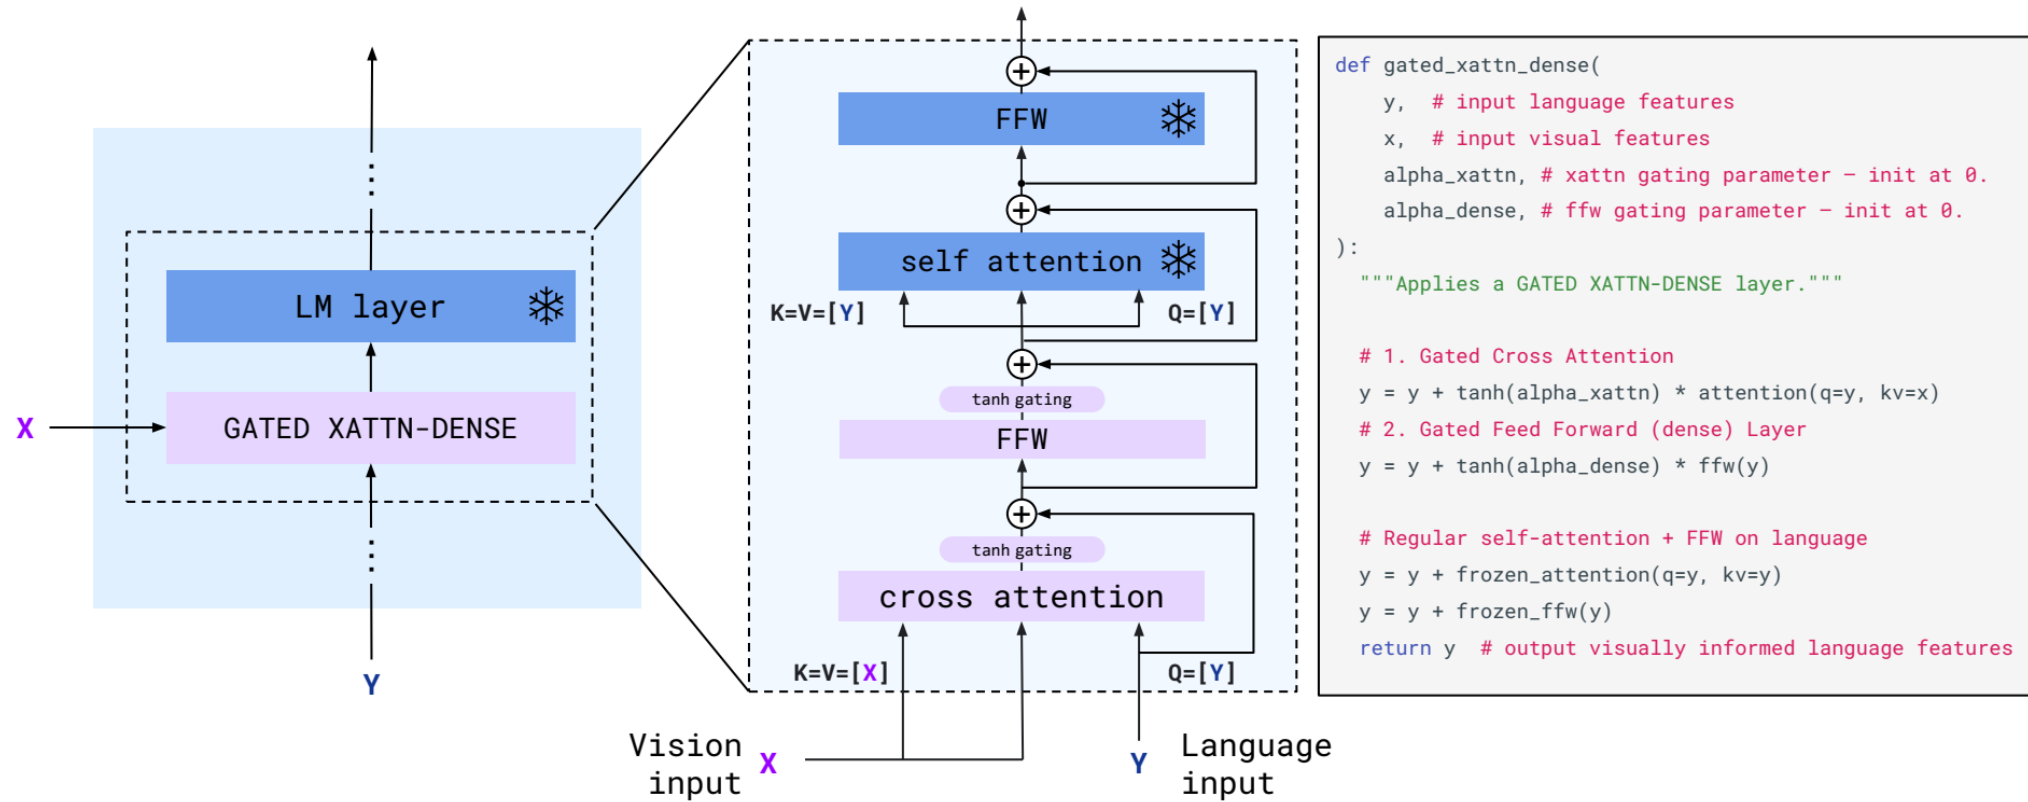 LM layer
X
GATED XATTN-DENSE
Y
FFW
self attention
K=V=[Y]
Q=[Y]
tanh gating
FFW
tanh gating
cross attention
K=V=[X]
Q=[Y]
Vision
input
X
Y
Language
input
def gated_xattn_dense(
y,  # input language features
x,  # input visual features
alpha_xattn, # xattn gating parameter – init at 0.
alpha_dense, # ffw gating parameter – init at 0.
):
"""Applies a GATED XATTN-DENSE layer."""
# 1. Gated Cross Attention
y = y + tanh(alpha_xattn) * attention(q=y, kv=x)
# 2. Gated Feed Forward (dense) Layer
y = y + tanh(alpha_dense) * ffw(y)
# Regular self-attention + FFW on language
y = y + frozen_attention(q=y, kv=y)
y = y + frozen_ffw(y)
return y  # output visually informed language features